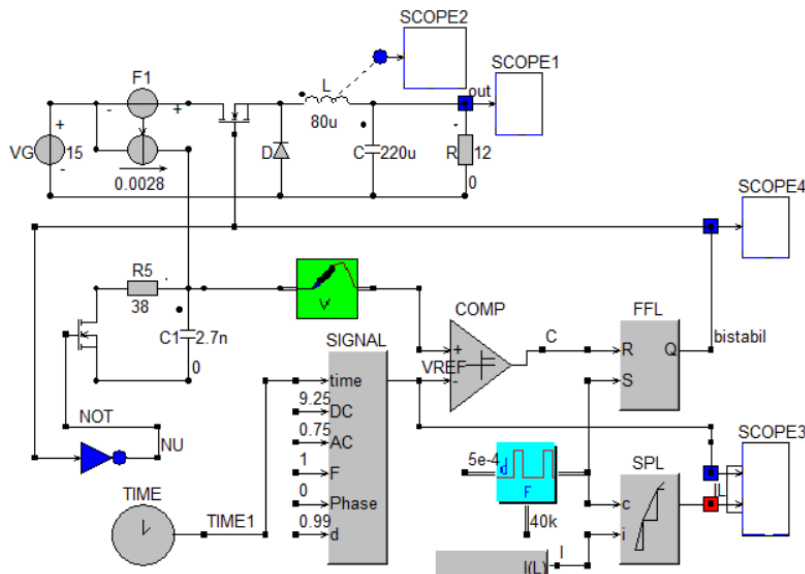 SCOPE2
SCOPE1
F1
L
out
- +
80u
+
VG 15
-
D
C 220u
-
R 12
0.0028
0
SCOPE4
R5
38
V
COMP
FFL
C1 2.7n
0
SIGNAL
C
R Q
bistabil
+
VREF -
S
time
9.25
DC
NOT
0.75
AC
NU
1
F
5e-4
d
F
SPL
SCOPE3
TIME
0
Phase
TIME1
0.99
d
40k
c
i
I
I(L)